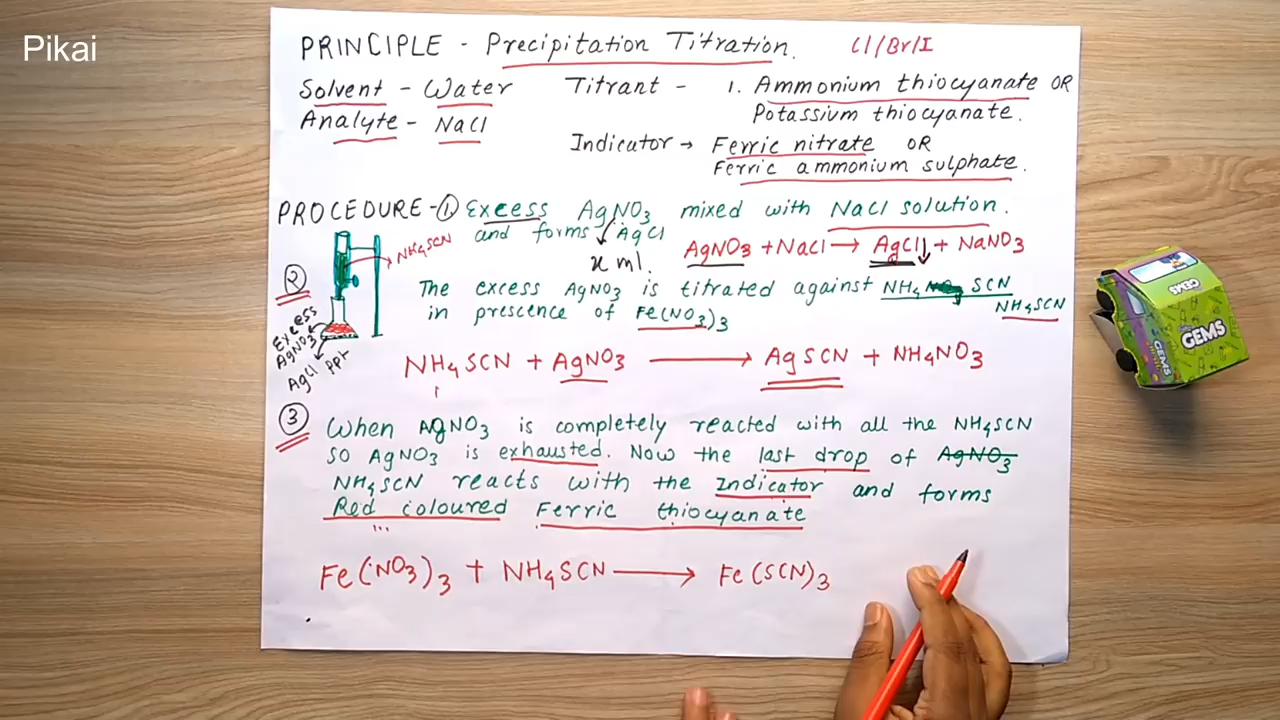 Pikai
PRINCIPLE - Precipitation Titration. Cl/Br/I
Solvent - Water Titrant - 1. Ammonium thiocyanate OR
Potassium thiocyanate.
Analyte - NaCl
Indicator → Ferric nitrate OR
Ferric ammonium sulphate.
PROCEDURE - ① Excess AgNO3 mixed with NaCl solution.
and forms AgCl
x ml.
AgNO3 + NaCl → AgCl↓ + NaNO3
NH4SCN
②
The excess AgNO3 is titrated against NH4 SCN
NH4SCN
in prescence of Fe(NO3)3
Excess
AgNO3
AgCl ppt
NH4SCN + AgNO3 → AgSCN + NH4NO3
③ When AgNO3 is completely reacted with all the NH4SCN
so AgNO3 is exhausted. Now the last drop of AgNO3
NH4SCN reacts with the Indicator and forms
Red coloured Ferric thiocyanate
Fe(NO3)3 + NH4SCN → Fe(SCN)3
GEMS
GEMS
GEMS